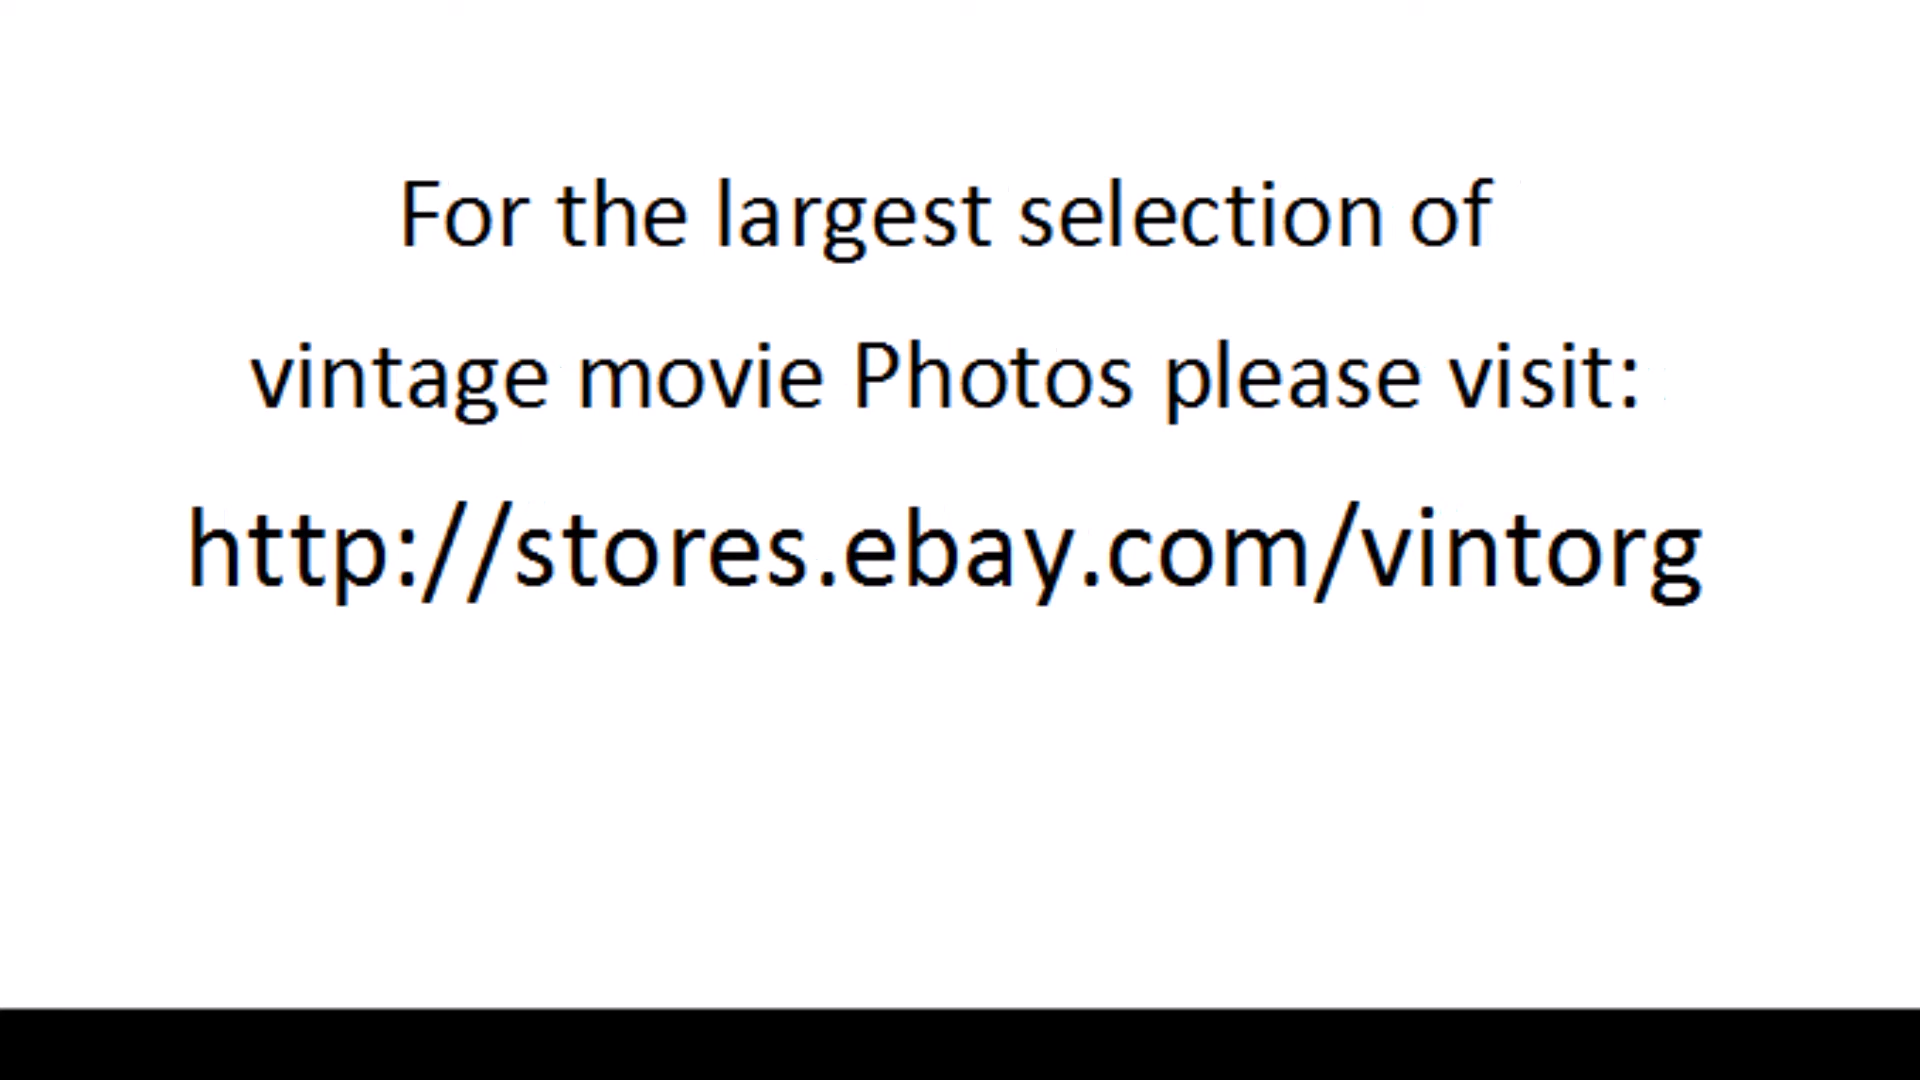 For the largest selection of
vintage movie Photos please visit:
http://stores.ebay.com/vintorg